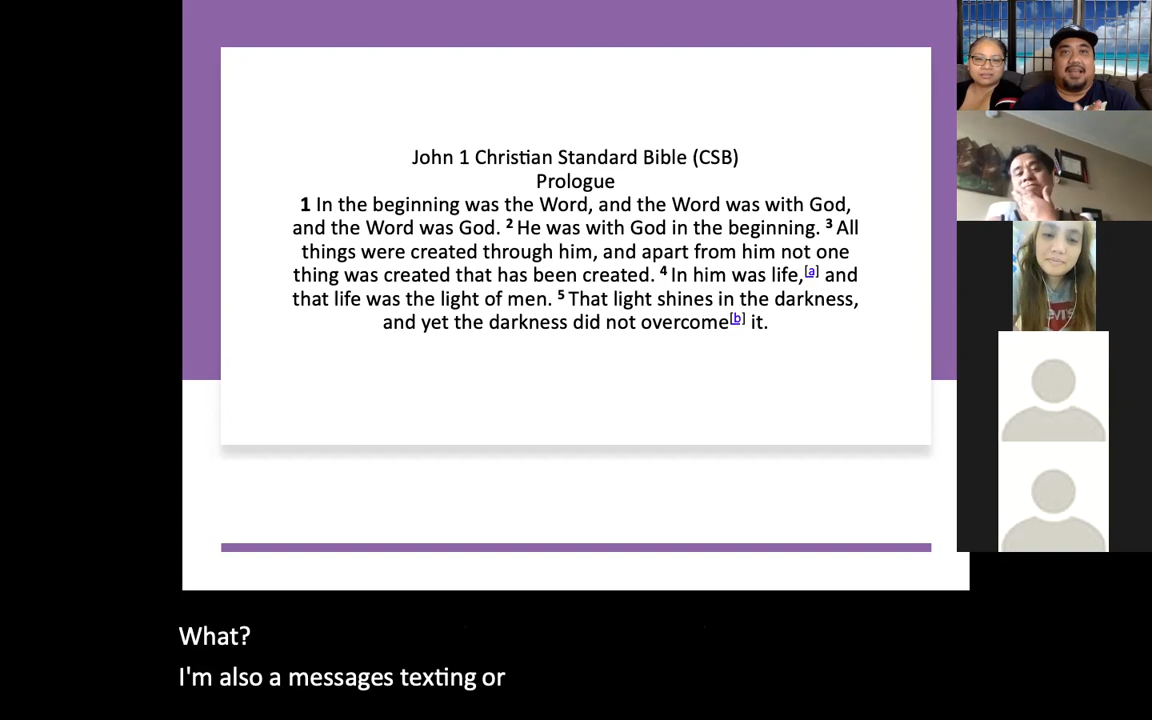 John 1 Christian Standard Bible (CSB)
Prologue
1 In the beginning was the Word, and the Word was with God,
and the Word was God. 2 He was with God in the beginning. 3 All
things were created through him, and apart from him not one
thing was created that has been created. 4 In him was life,[a] and
that life was the light of men. 5 That light shines in the darkness,
and yet the darkness did not overcome[b] it.
What?
I'm also a messages texting or